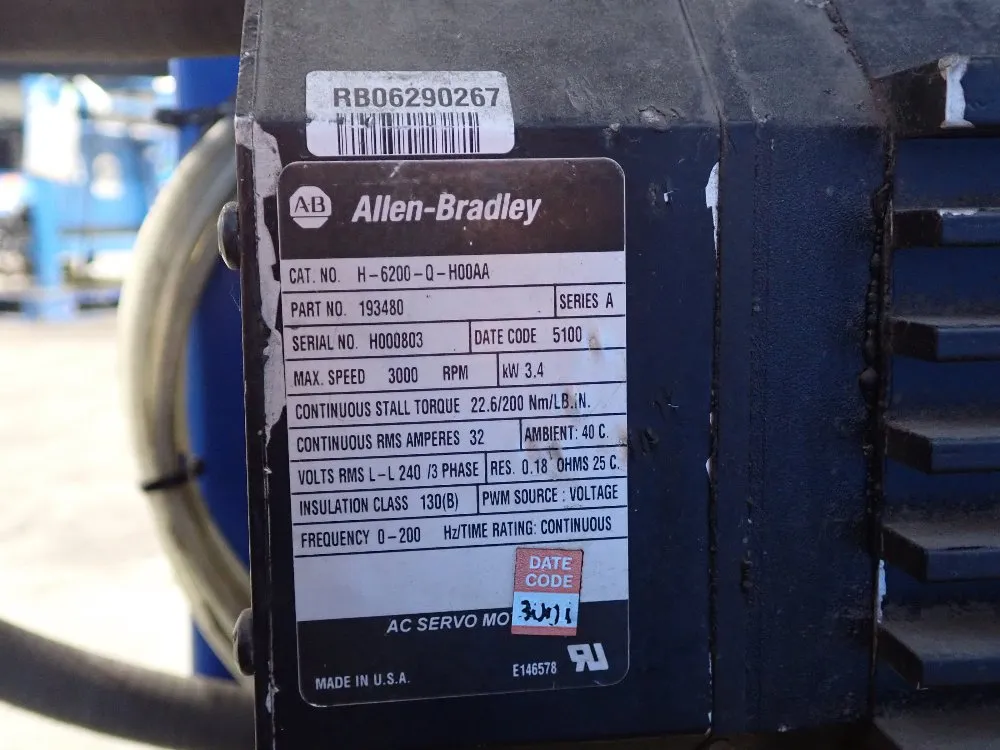 RB06290267
A-B Allen-Bradley
CAT. NO. H-6200-Q-H00AA
PART NO. 193480 SERIES A
SERIAL NO. H000803 DATE CODE 5100
MAX. SPEED 3000 RPM kW 3.4
CONTINUOUS STALL TORQUE 22.6/200 Nm/LB.IN.
CONTINUOUS RMS AMPERES 32 AMBIENT: 40 C.
VOLTS RMS L-L 240 /3 PHASE RES. 0.18 OHMS 25 C.
INSULATION CLASS 130(B) PWM SOURCE : VOLTAGE
FREQUENCY 0-200 Hz/TIME RATING: CONTINUOUS
DATE
CODE
AC SERVO
MADE IN U.S.A.
E146578